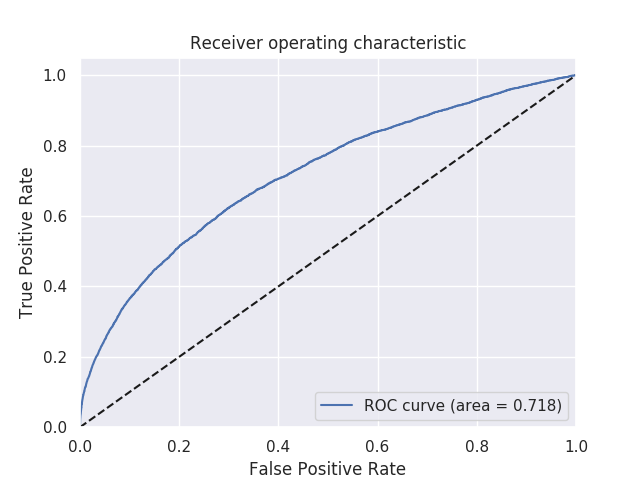 Receiver operating characteristic
True Positive Rate
1.0
0.8
0.6
0.4
0.2
0.0
ROC curve (area = 0.718)
0.0 0.2 0.4 0.6 0.8 1.0
False Positive Rate